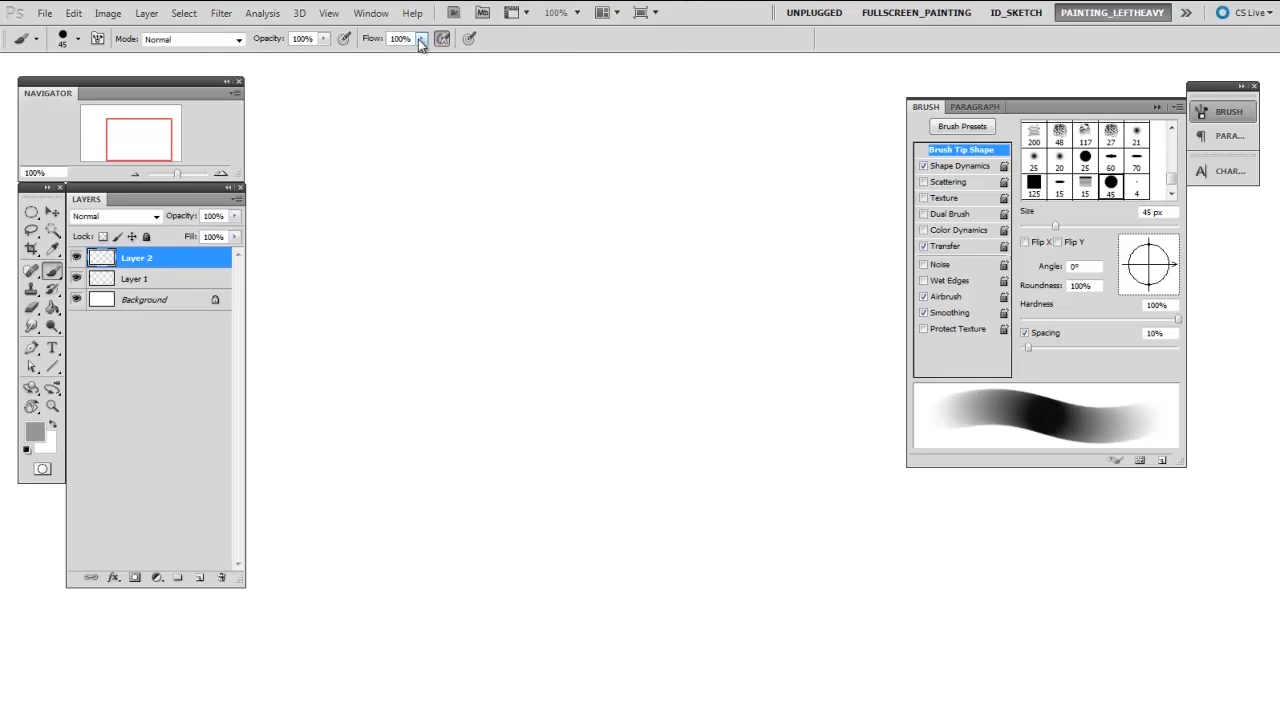 Ps File Edit Image Layer Select Filter Analysis 3D View Window Help Br Mb 100% UNPLUGGED FULLSCREEN_PAINTING ID_SKETCH PAINTING_LEFTHEAVY CS Live
45 Mode: Normal Opacity: 100% Flow: 100%
NAVIGATOR
100%
LAYERS
Normal Opacity: 100%
Lock: Fill: 100%
Layer 2
Layer 1
Background
BRUSH PARAGRAPH
Brush Presets
Brush Tip Shape
Shape Dynamics
Scattering
Texture
Dual Brush
Color Dynamics
Transfer
Noise
Wet Edges
Airbrush
Smoothing
Protect Texture
200 48 117 27 21
25 20 25 60 70
125 15 15 45 4
Size 45 px
Flip X Flip Y
Angle: 0º
Roundness: 100%
Hardness 100%
Spacing 10%
BRUSH
PARA...
CHAR...